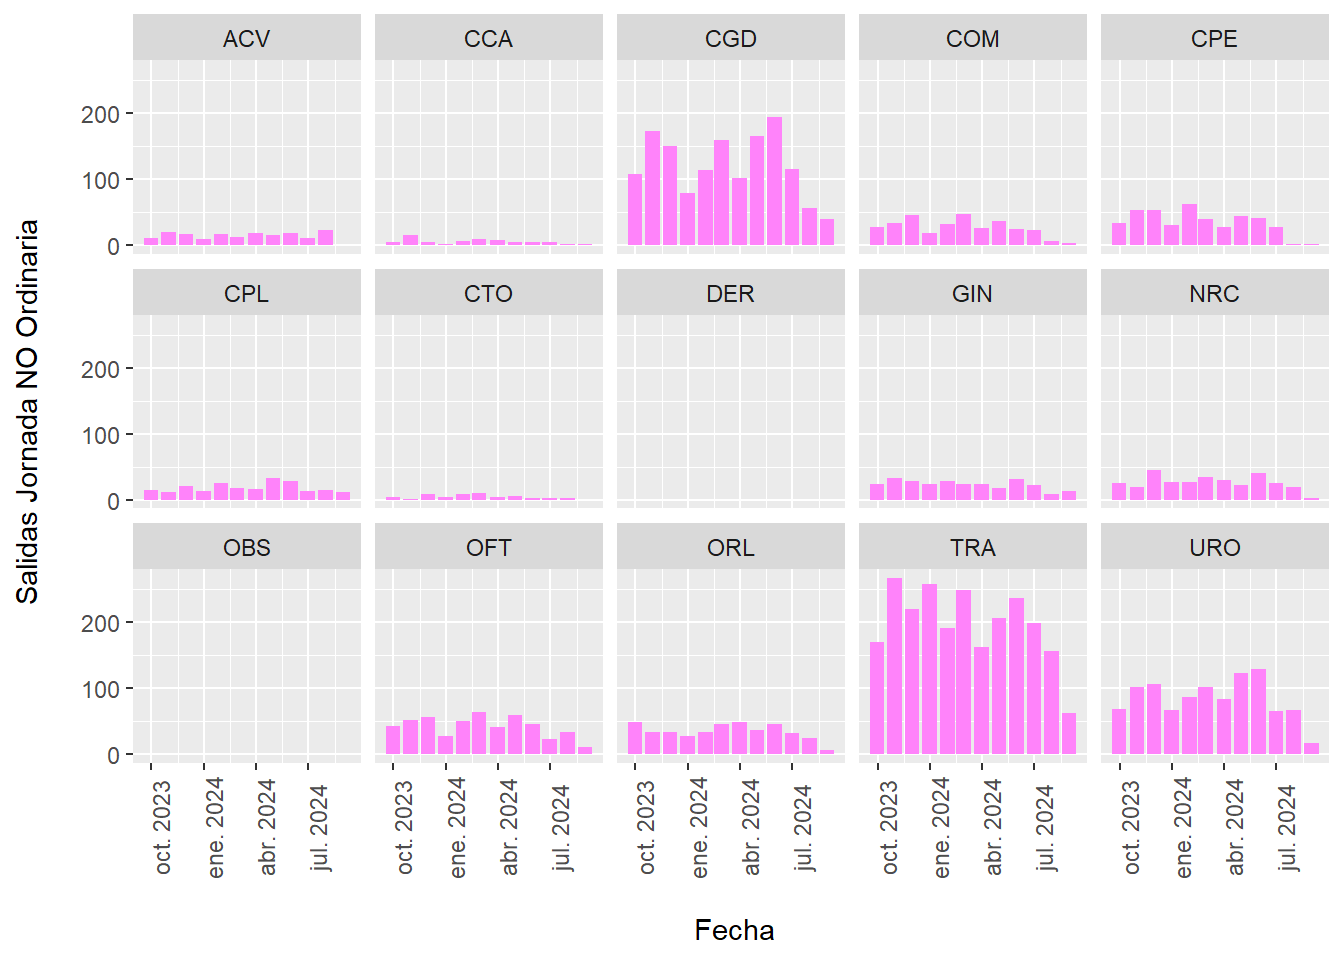 ACV CCA CGD COM CPE
200
100
0
CPL CTO DER GIN NRC
200
100
0
OBS OFT ORL TRA URO
200
100
0
oct. 2023 ene. 2024 abr. 2024 jul. 2024 oct. 2023 ene. 2024 abr. 2024 jul. 2024 oct. 2023 ene. 2024 abr. 2024 jul. 2024 oct. 2023 ene. 2024 abr. 2024 jul. 2024 oct. 2023 ene. 2024 abr. 2024 jul. 2024
Fecha
Salidas Jornada NO Ordinaria